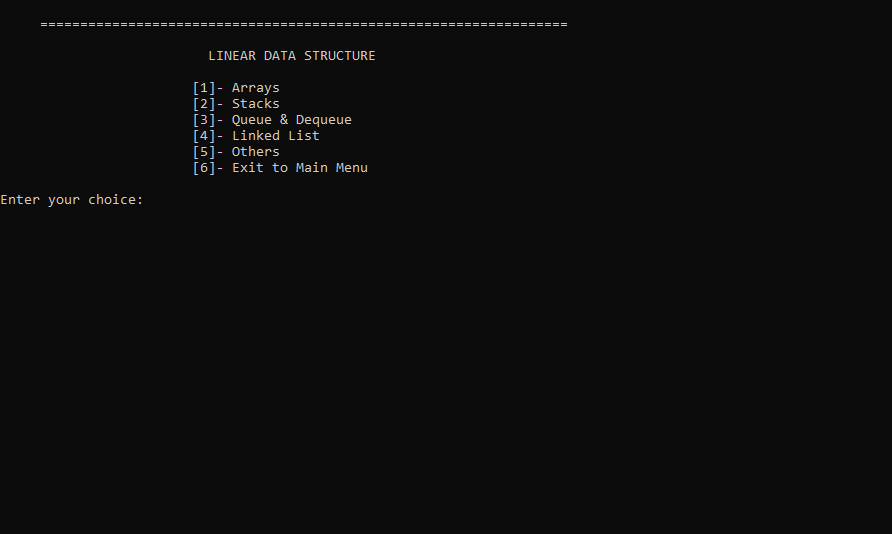 ==================================================================
LINEAR DATA STRUCTURE
[1]- Arrays
[2]- Stacks
[3]- Queue & Dequeue
[4]- Linked List
[5]- Others
[6]- Exit to Main Menu
Enter your choice: